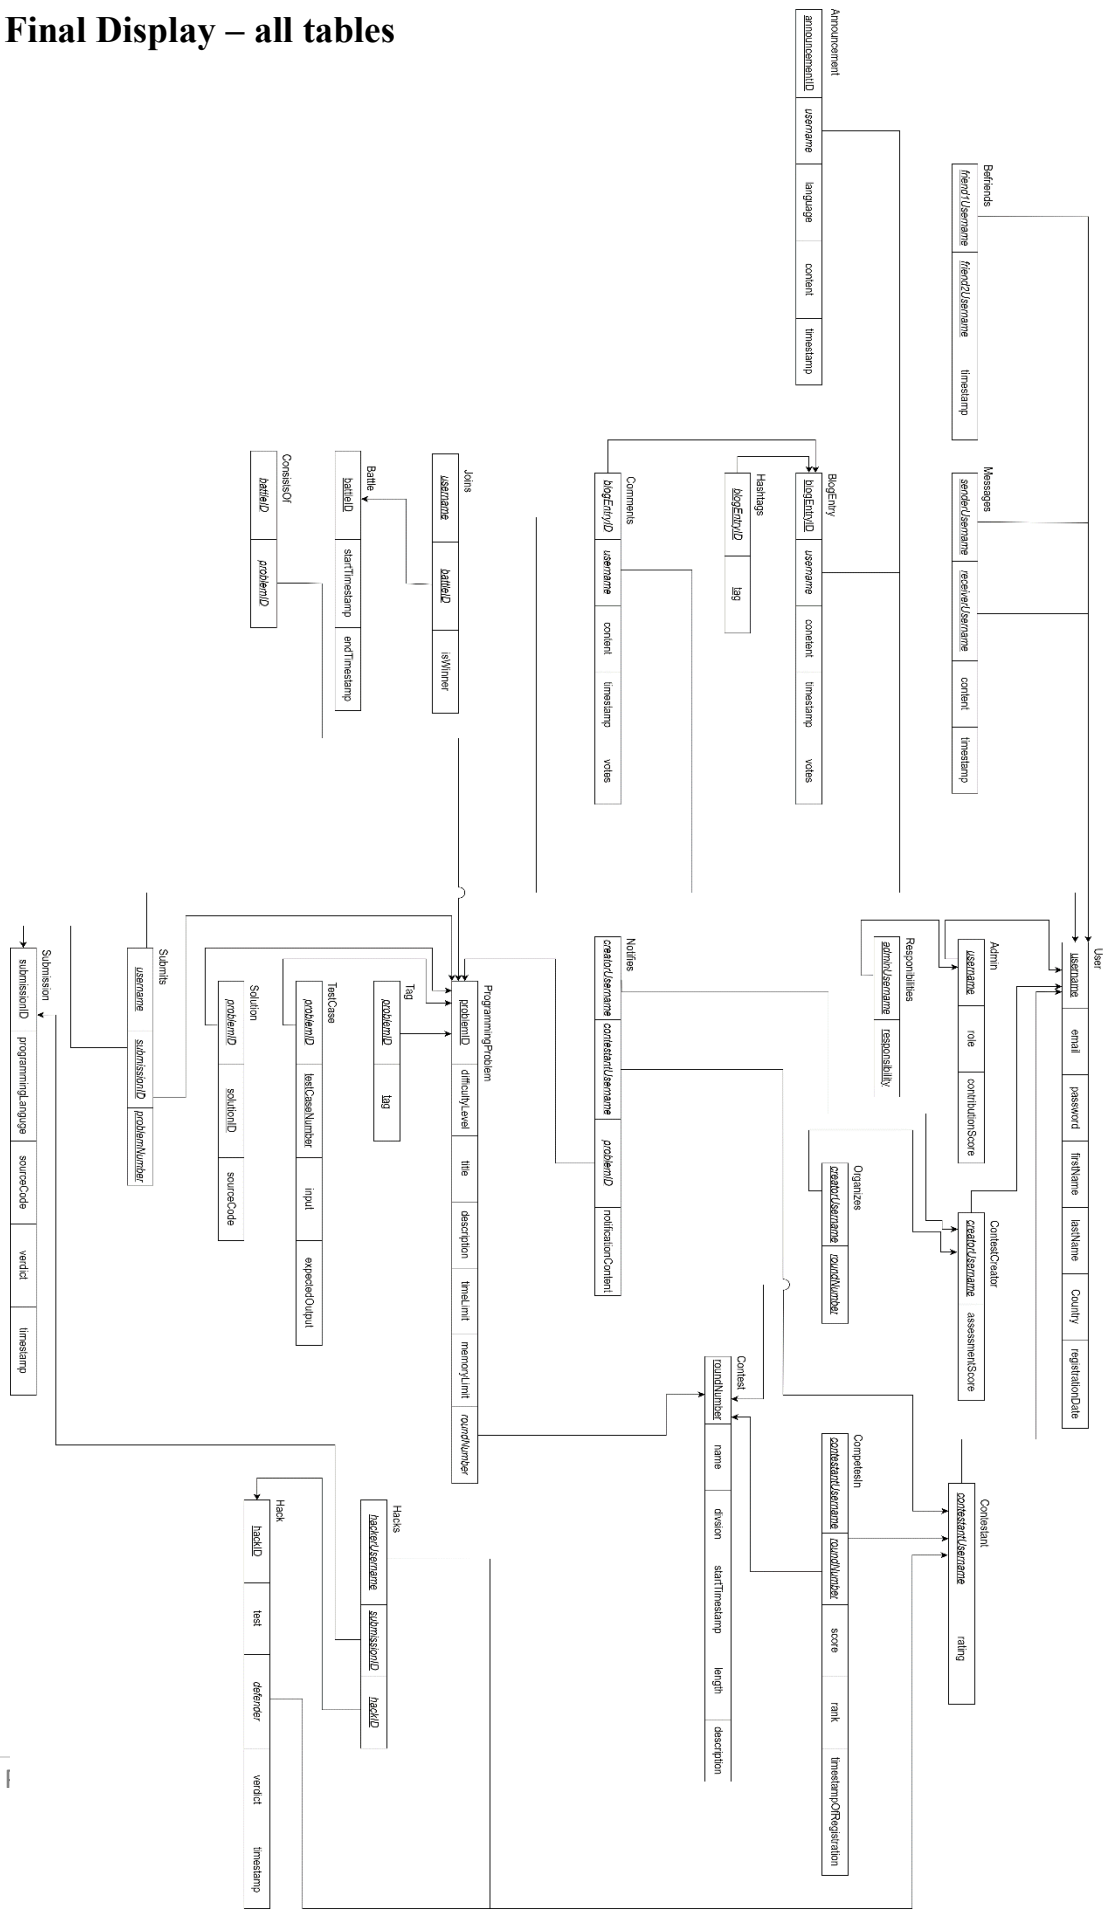 Final Display – all tables
Announcement
announcementID username language content timestamp
Befriends
friend1Username friend2Username timestamp
Messages
senderUsername receiverUsername content timestamp
BlogEntry
blogEntryID username conetent timestamp votes
Hashtags
blogEntryID tag
Comments
blogEntryID username content timestamp votes
Joins
username battleID isWinner
Battle
battleID startTimestamp endTimestamp
ConsistsOf
battleID problemID
User
username email password firstName lastName Country registrationDate
Admin
username role contributionScore
ContestCreator
creatorUsername assessmentScore
Contestant
contestantUsername rating
Responibilities
adminUsername responsibility
Organizes
creatorUsername roundNumber
CompetesIn
contestantUsername roundNumber score rank timestampOfRegistration
Contest
roundNumber name divsion startTimestamp length description
Notifies
creatorUsername contestantUsername problemID notificationContent
ProgrammingProblem
problemID difficultyLevel title description timeLimit memoryLimit roundNumber
Tag
problemID tag
TestCase
problemID testCaseNumber input expectedOutput
Solution
problemID solutionID sourceCode
Submits
username submissionID problemNumber
Submission
submissionID programmingLanguge sourceCode verdict timestamp
Hacks
hackerUsername submissionID hackID
Hack
hackID test defender verdict timestamp